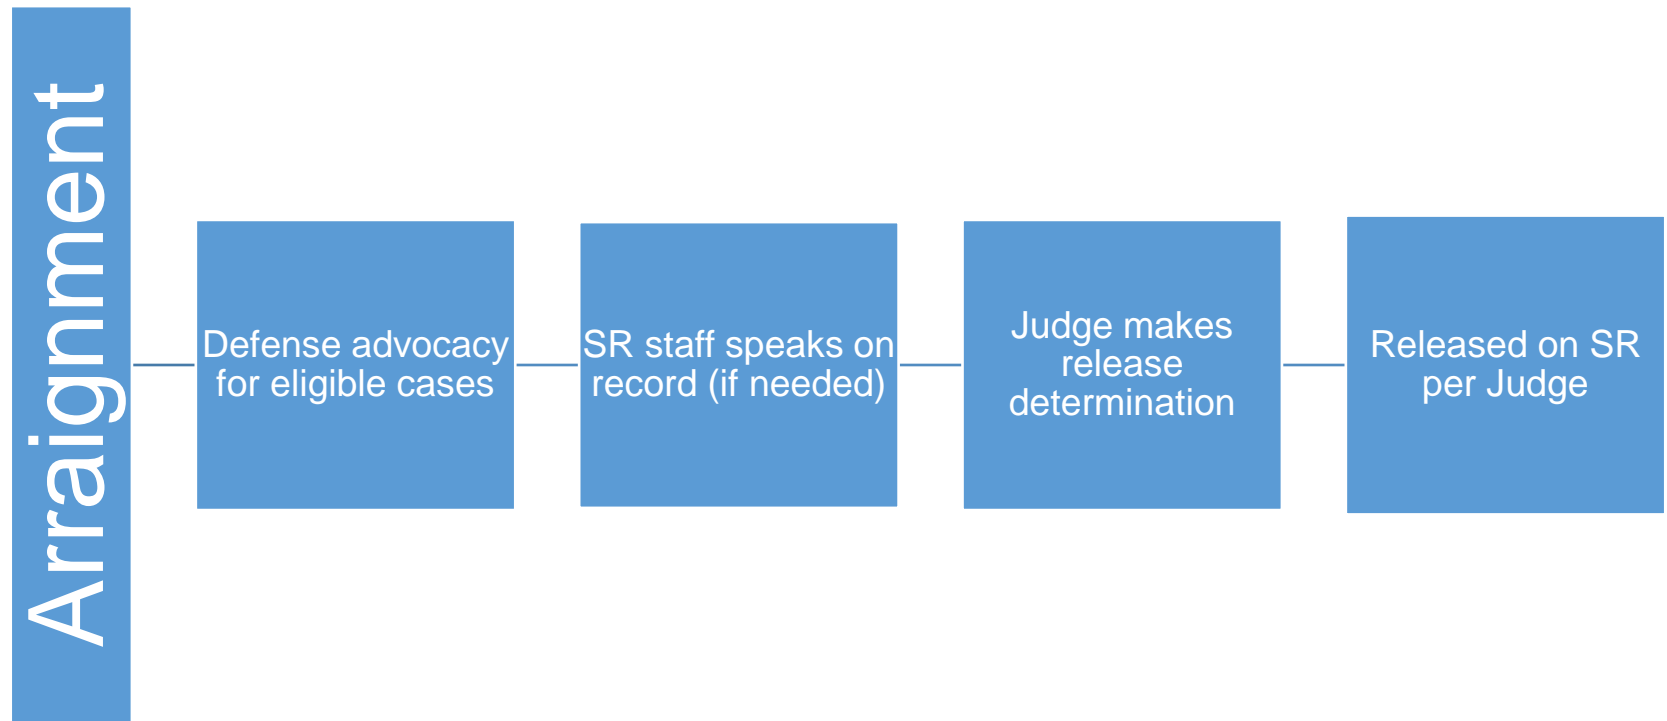 Arraignment
Defense advocacy
for eligible cases
SR staff speaks on
record (if needed)
Judge makes
release
determination
Released on SR
per Judge